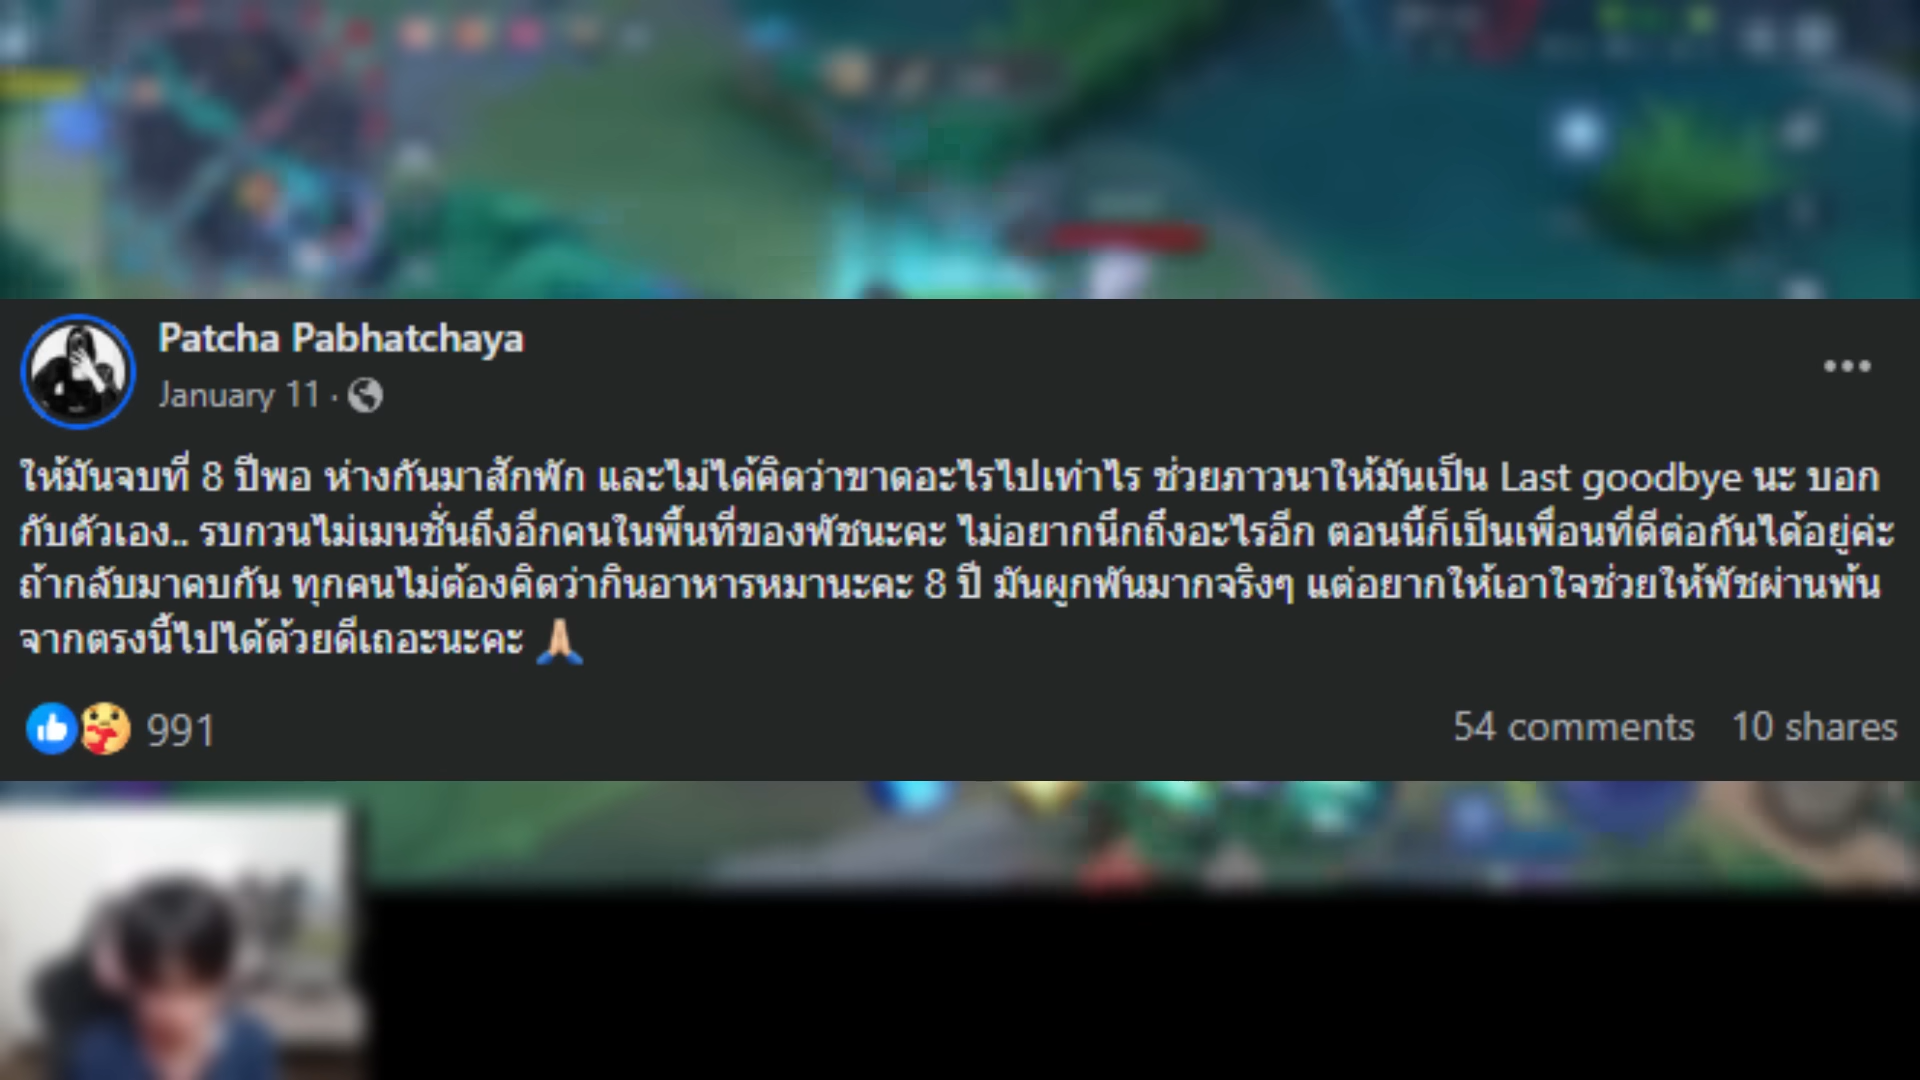 Patcha Pabhatchaya
January 11 ·
ให้มันจบที่ 8 ปีพอ ห่างกันมาสักพัก และไม่ได้คิดว่าขาดอะไรไปเท่าไร ช่วยภาวนาให้มันเป็น Last goodbye นะ บอก
กับตัวเอง.. รบกวนไม่เมนชั่นถึงอีกคนในพื้นที่ของพัชนะคะ ไม่อยากนึกถึงอะไรอีก ตอนนี้ก็เป็นเพื่อนที่ดีต่อกันได้อยู่ค่ะ
ถ้ากลับมาคบกัน ทุกคนไม่ต้องคิดว่ากินอาหารหมานะคะ 8 ปี มันผูกพันมากจริงๆ แต่อยากให้เอาใจช่วยให้พัชผ่านพ้น
จากตรงนี้ไปได้ด้วยดีเถอะนะคะ 🙏🏻
991
54 comments 10 shares